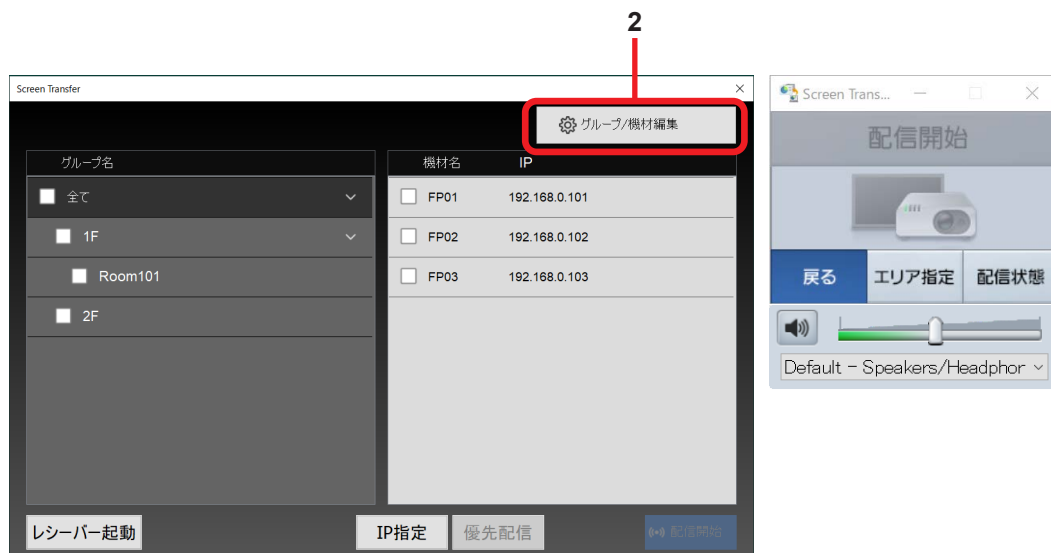 2
Screen Transfer
グループ/機材編集
グループ名
全て
1F
Room101
2F
機材名 IP
FP01 192.168.0.101
FP02 192.168.0.102
FP03 192.168.0.103
レシーバー起動
IP指定
優先配信
配信開始
Screen Trans...
配信開始
戻る
エリア指定
配信状態
Default - Speakers/Headphor